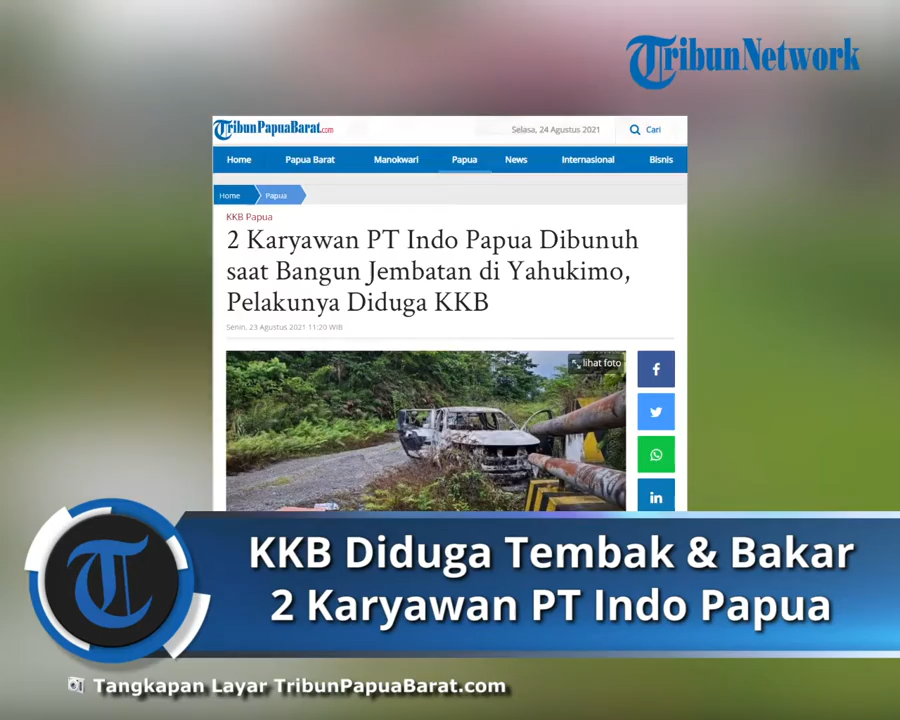 TribunNetwork
TribunPapuaBarat.com
Selasa, 24 Agustus 2021
Cari
Home Papua Barat Manokwari Papua News Internasional Bisnis
Home Papua
KKB Papua
2 Karyawan PT Indo Papua Dibunuh
saat Bangun Jembatan di Yahukimo,
Pelakunya Diduga KKB
Senin, 23 Agustus 2021 11:20 WIB
lihat foto
KKB Diduga Tembak & Bakar
2 Karyawan PT Indo Papua
Tangkapan Layar TribunPapuaBarat.com